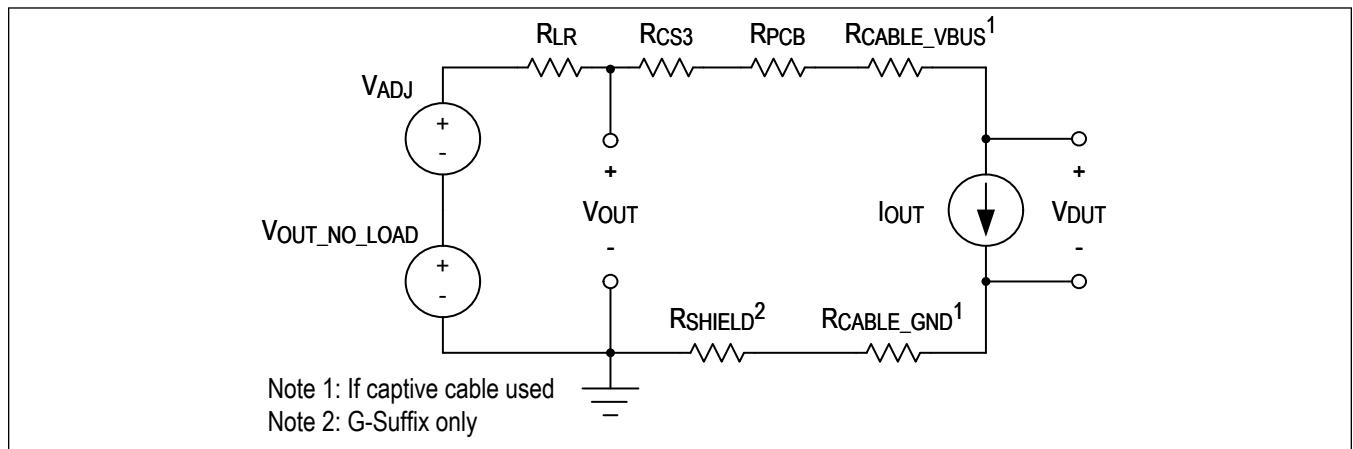 RLR RCS3 RPCB RCABLE_VBUS1
VADJ
+
-
+
VOUT
-
IOUT
+
VDUT
-
VOUT_NO_LOAD
+
-
RSHIELD2 RCABLE_GND1
Note 1: If captive cable used
Note 2: G-Suffix only